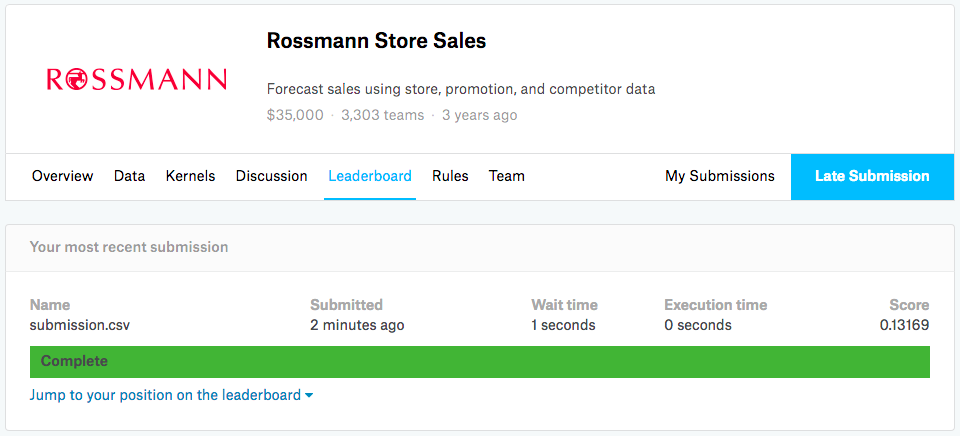 Rossmann Store Sales
ROSSMANN
Forecast sales using store, promotion, and competitor data
$35,000 · 3,303 teams · 3 years ago
Overview Data Kernels Discussion Leaderboard Rules Team My Submissions Late Submission
Your most recent submission
Name Submitted Wait time Execution time Score
submission.csv 2 minutes ago 1 seconds 0 seconds 0.13169
Complete
Jump to your position on the leaderboard